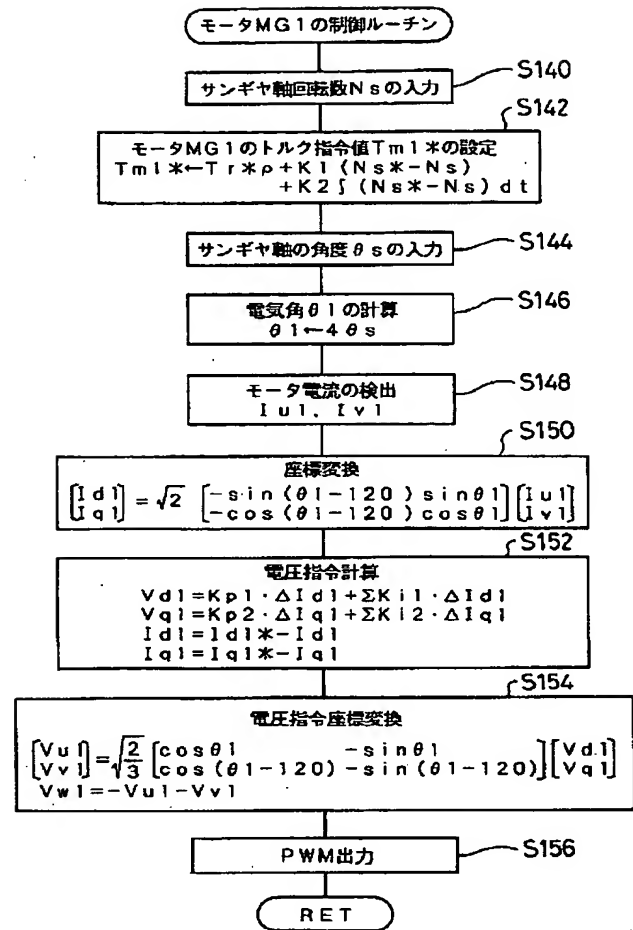 モータMG1の制御ルーチン
S140
サンギヤ軸回転数Nsの入力
S142
モータMG1のトルク指令値Tm1*の設定
Tm1*←Tr*ρ+K1(Ns*−Ns)
+K2∫(Ns*−Ns)dt
S144
サンギヤ軸の角度θsの入力
S146
電気角θ1の計算
θ1←4θs
S148
モータ電流の検出
Iu1, Iv1
S150
座標変換
[Id1] = √2 [−sin(θ1−120) sinθ1][Iu1]
[Iq1] [−cos(θ1−120) cosθ1][Iv1]
S152
電圧指令計算
Vd1=Kp1·ΔId1+ΣKi1·ΔId1
Vq1=Kp2·ΔIq1+ΣKi2·ΔIq1
Id1=Id1*−Id1
Iq1=Iq1*−Iq1
S154
電圧指令座標変換
[Vu1]=√2/3 [cosθ1 −sinθ1][Vd1]
[Vv1] [cos(θ1−120) −sin(θ1−120)][Vq1]
Vw1=−Vu1−Vv1
S156
PWM出力
RET